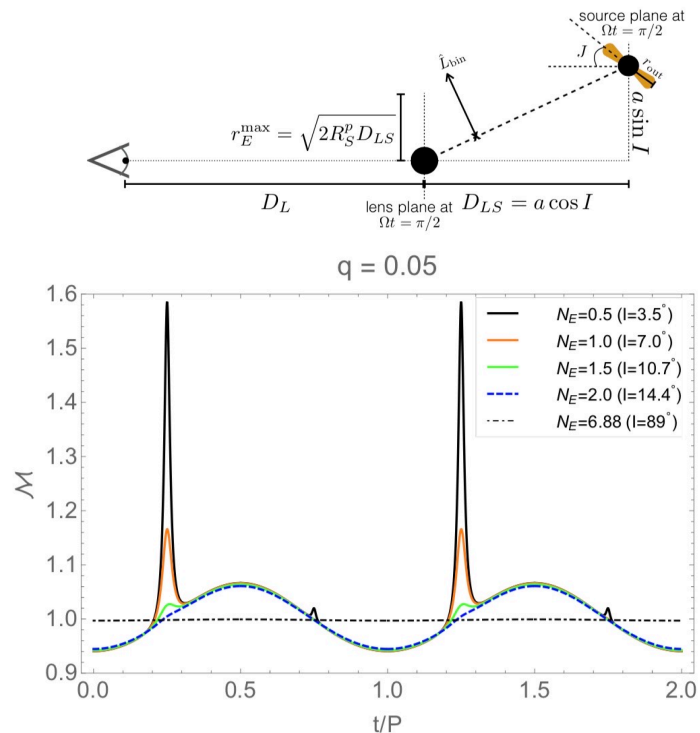 source plane at
Ωt = π/2
J
r_out
L̂_bin
a sin I
r_E^max = √(2R_S^p D_LS)
D_L
lens plane at
Ωt = π/2
D_LS = a cos I
q = 0.05
N_E=0.5 (I=3.5°)
N_E=1.0 (I=7.0°)
N_E=1.5 (I=10.7°)
N_E=2.0 (I=14.4°)
N_E=6.88 (I=89°)
1.6
1.5
1.4
1.3
1.2
1.1
1.0
0.9
ℳ
0.0 0.5 1.0 1.5 2.0
t/P